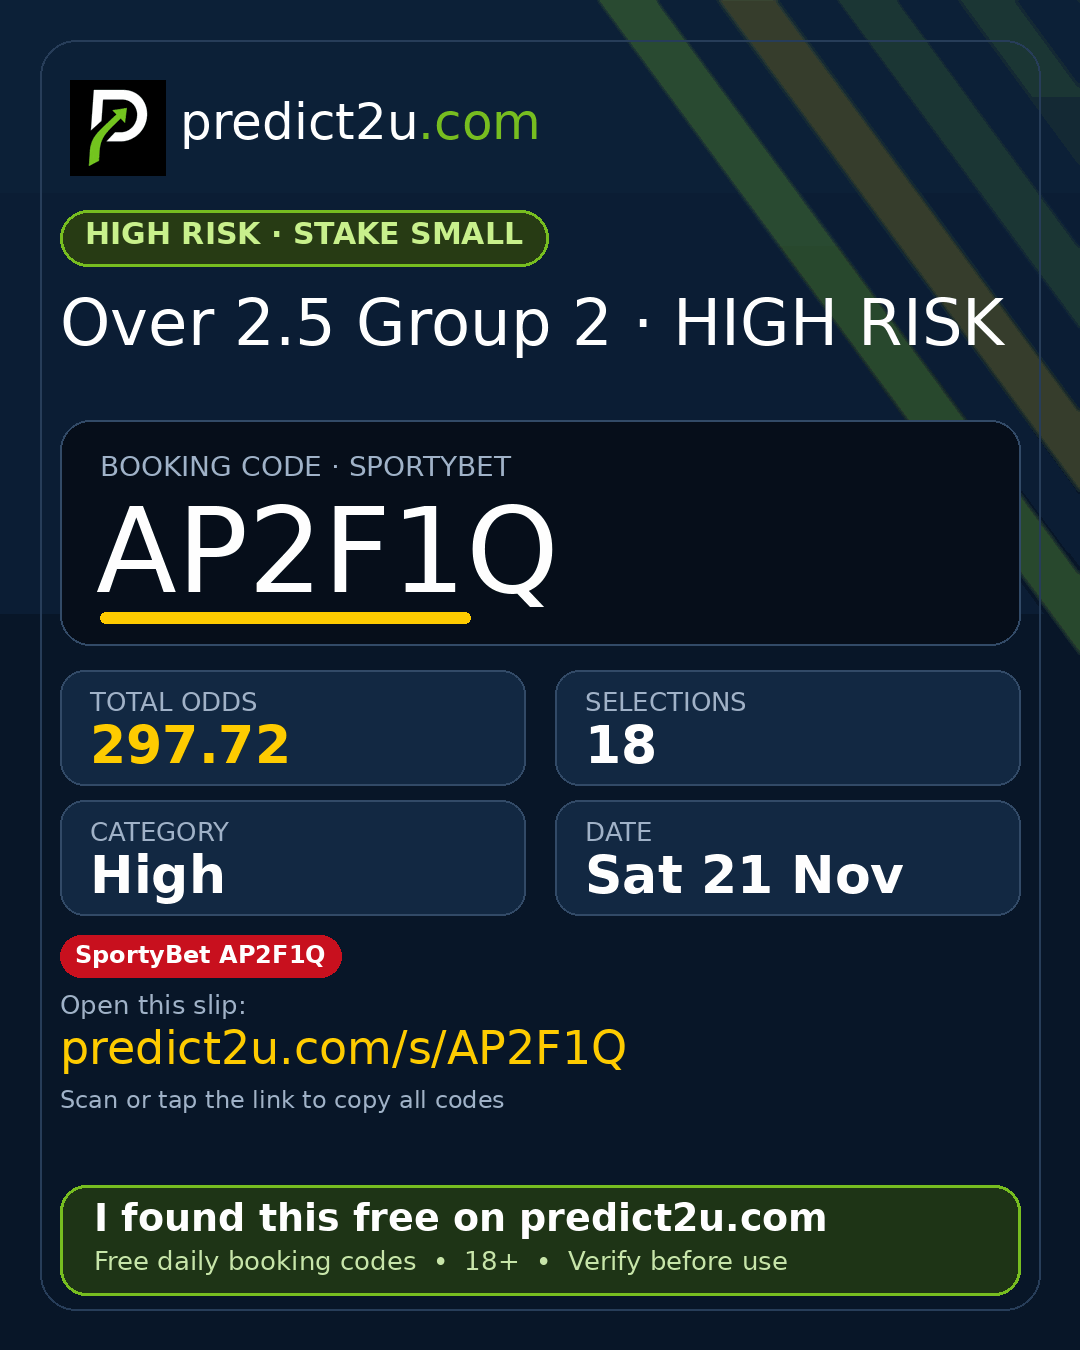 predict2u.com
HIGH RISK · STAKE SMALL
Over 2.5 Group 2 · HIGH RISK
BOOKING CODE · SPORTYBET
AP2F1Q
TOTAL ODDS
297.72
SELECTIONS
18
CATEGORY
High
DATE
Sat 21 Nov
SportyBet AP2F1Q
Open this slip:
predict2u.com/s/AP2F1Q
Scan or tap the link to copy all codes
I found this free on predict2u.com
Free daily booking codes • 18+ • Verify before use